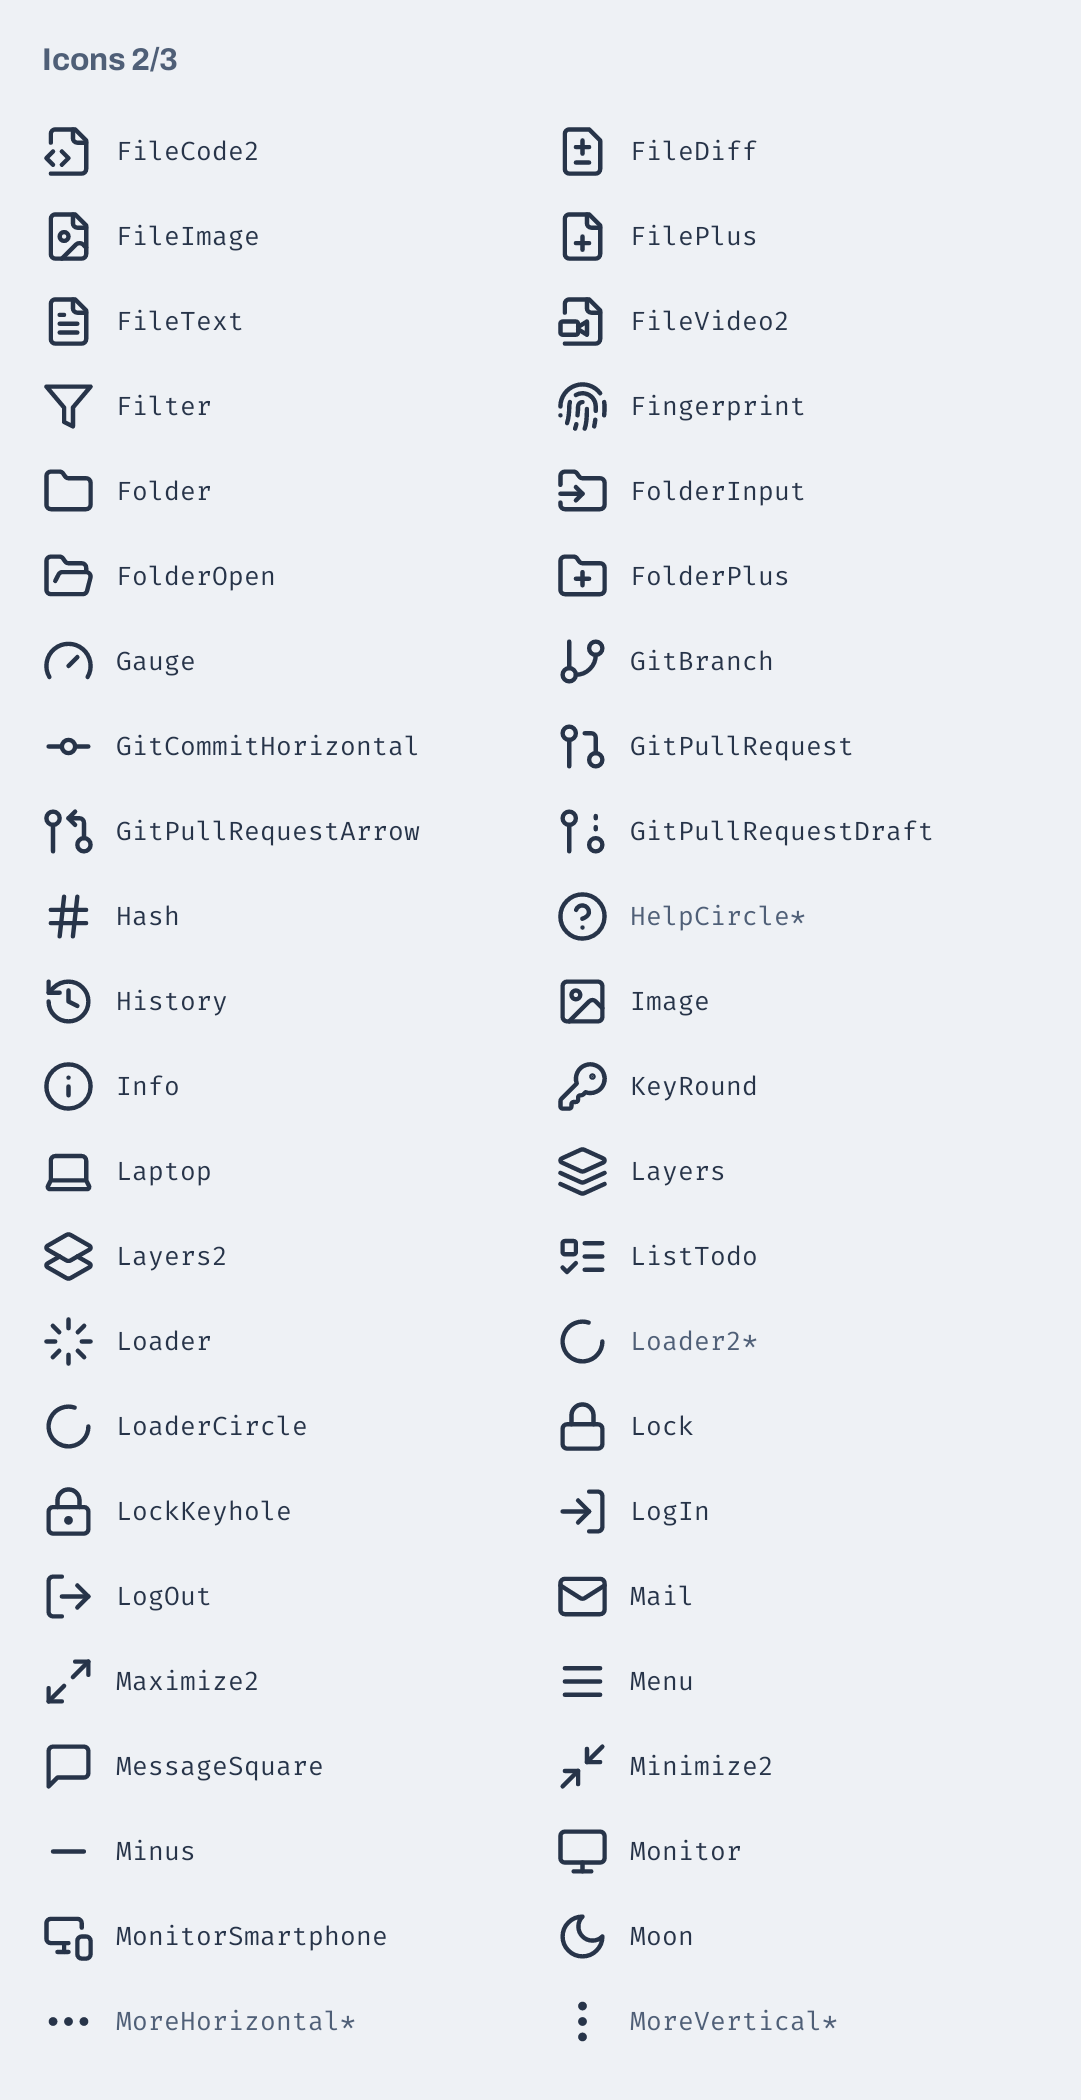 Icons 2/3
FileCode2
FileDiff
FileImage
FilePlus
FileText
FileVideo2
Filter
Fingerprint
Folder
FolderInput
FolderOpen
FolderPlus
Gauge
GitBranch
GitCommitHorizontal
GitPullRequest
GitPullRequestArrow
GitPullRequestDraft
Hash
HelpCircle*
History
Image
Info
KeyRound
Laptop
Layers
Layers2
ListTodo
Loader
Loader2*
LoaderCircle
Lock
LockKeyhole
LogIn
LogOut
Mail
Maximize2
Menu
MessageSquare
Minimize2
Minus
Monitor
MonitorSmartphone
Moon
MoreHorizontal*
MoreVertical*